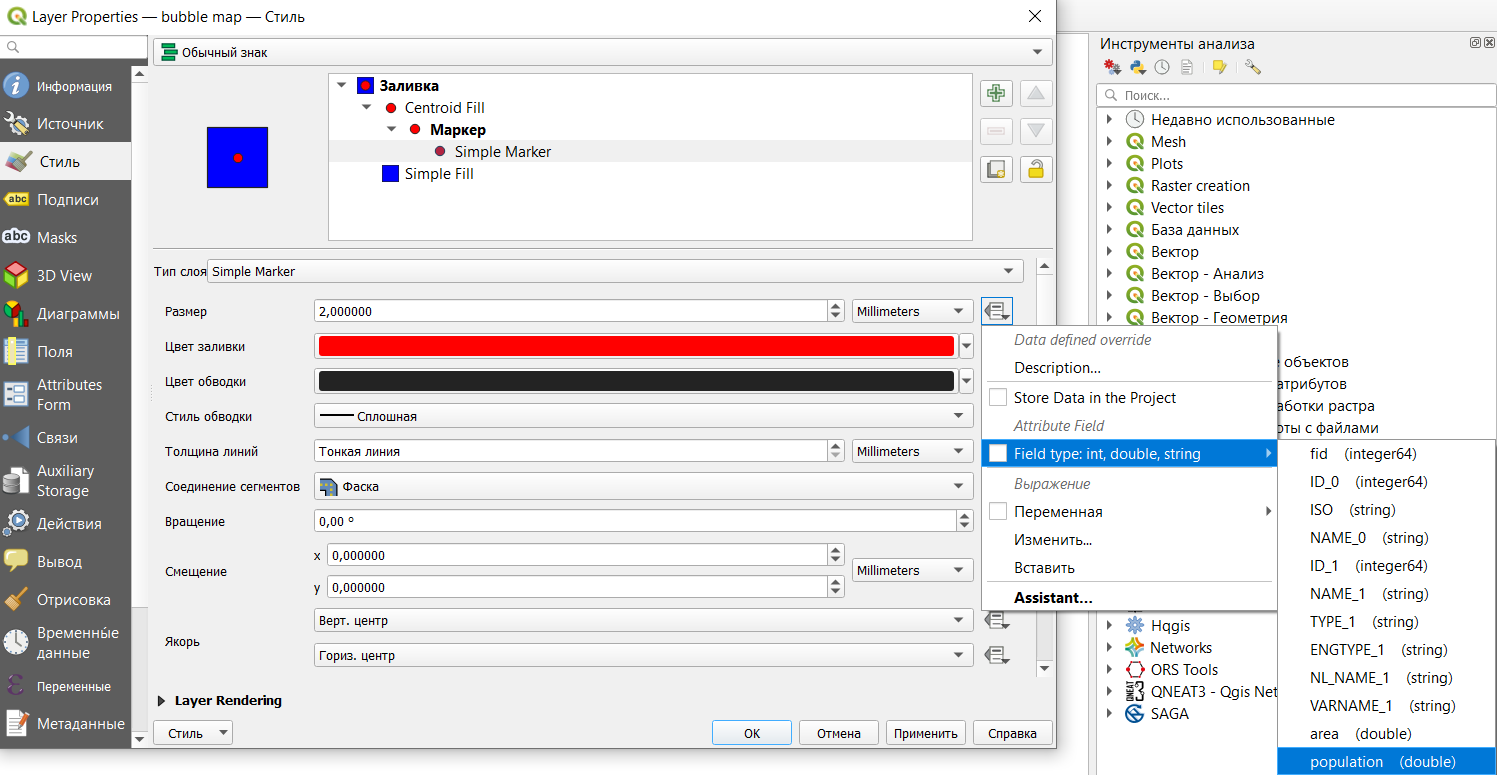 Layer Properties — bubble map — Стиль
Информация
Источник
Стиль
Подписи
Masks
3D View
Диаграммы
Поля
Attributes
Form
Связи
Auxiliary
Storage
Действия
Вывод
Отрисовка
Временны́е
данные
Переменные
Метаданные
abc
abc
Обычный знак
Заливка
Centroid Fill
Маркер
Simple Marker
Simple Fill
Тип слоя Simple Marker
Размер 2,000000 Millimeters
Цвет заливки
Цвет обводки
Стиль обводки Сплошная
Толщина линий Тонкая линия Millimeters
Соединение сегментов Фаска
Вращение 0,00 °
Смещение x 0,000000 Millimeters
y 0,000000
Якорь Верт. центр
Гориз. центр
Layer Rendering
Стиль OK Отмена Применить Справка
Data defined override
Description...
Store Data in the Project
Attribute Field
Field type: int, double, string
Выражение
Переменная
Изменить...
Вставить
Assistant...
fid (integer64)
ID_0 (integer64)
ISO (string)
NAME_0 (string)
ID_1 (integer64)
NAME_1 (string)
TYPE_1 (string)
ENGTYPE_1 (string)
NL_NAME_1 (string)
VARNAME_1 (string)
area (double)
population (double)
Инструменты анализа
Поиск...
Недавно использованные
Mesh
Plots
Raster creation
Vector tiles
База данных
Вектор
Вектор - Анализ
Вектор - Выбор
Вектор - Геометрия
объектов
атрибутов
аботки растра
оты с файлами
Hqgis
Networks
ORS Tools
QNEAT3 - Qgis Net
SAGA